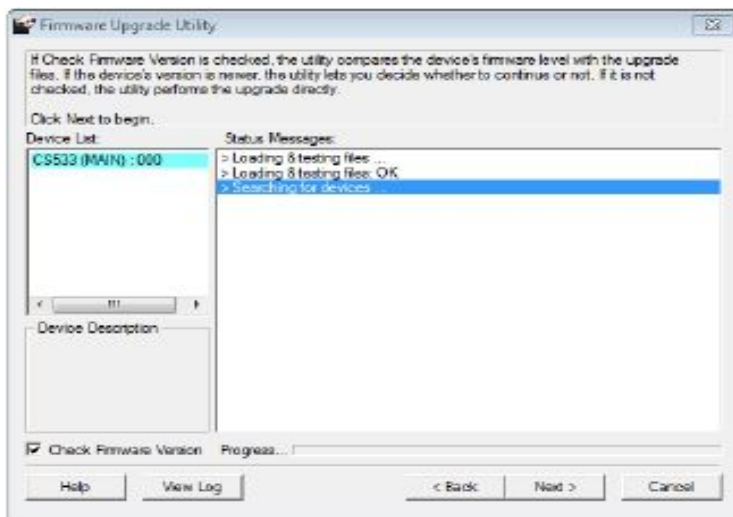 Firmware Upgrade Utility
If Check Firmware Version is checked, the utility compares the device's firmware level with the upgrade
files. If the device's version is newer, the utility lets you decide whether to continue or not. If it is not
checked, the utility performs the upgrade directly.
Click Next to begin.
Device List:
Status Messages:
CS533 (MAIN) : 000
> Loading & testing files ...
> Loading & testing files: OK
> Searching for devices ...
Device Description
Check Firmware Version
Progress...
Help
View Log
< Back
Next >
Cancel